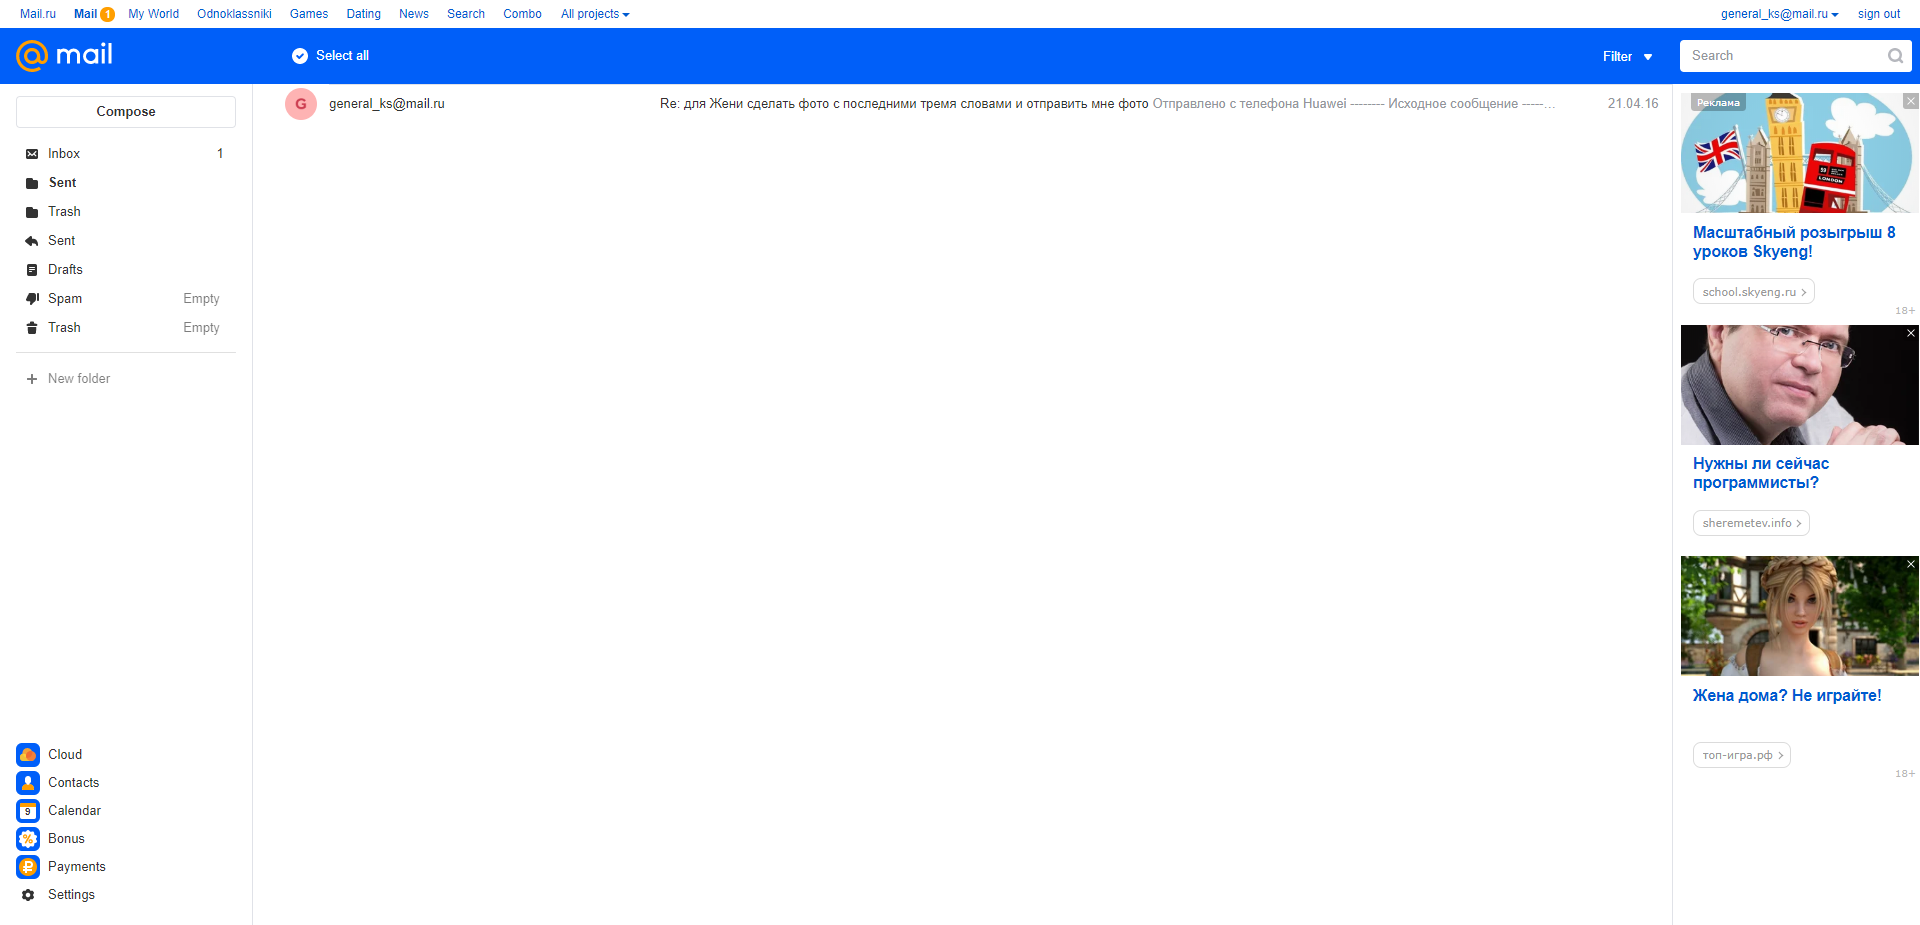 Mail.ru Mail 1 My World Odnoklassniki Games Dating News Search Combo All projects general_ks@mail.ru sign out
@mail Select all Filter Search
Compose
general_ks@mail.ru Re: для Жени сделать фото с последними тремя словами и отправить мне фото Отправлено с телефона Huawei -------- Исходное сообщение -----... 21.04.16
Inbox 1
Sent
Trash
Sent
Drafts
Spam Empty
Trash Empty
New folder
Cloud
Contacts
9 Calendar
% Bonus
₽ Payments
Settings
G
Реклама
LONDON
Масштабный розыгрыш 8
уроков Skyeng!
school.skyeng.ru >
18+
Нужны ли сейчас
программисты?
sheremetev.info >
Жена дома? Не играйте!
топ-игра.рф >
18+